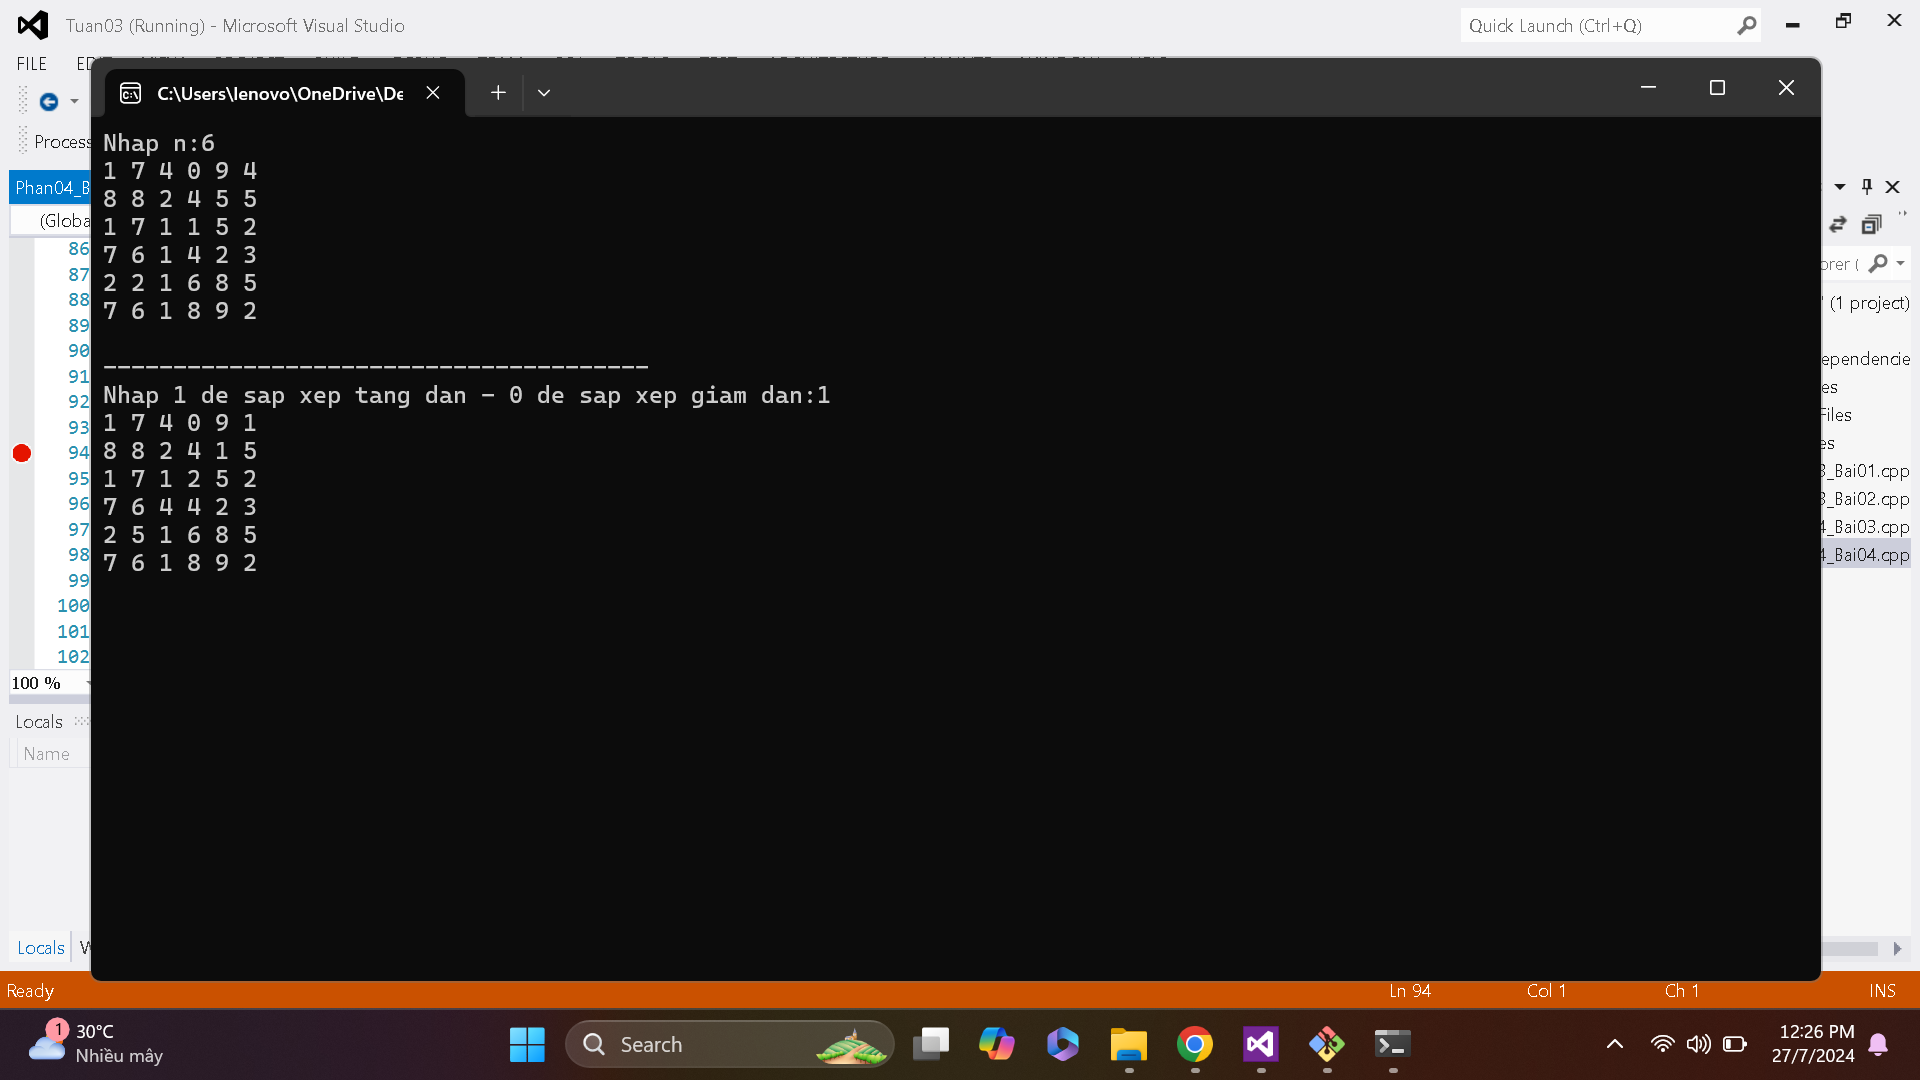 Tuan03 (Running) - Microsoft Visual Studio
Quick Launch (Ctrl+Q)
FILE
C:\Users\lenovo\OneDrive\De
Process
Nhap n:6
1 7 4 0 9 4
8 8 2 4 5 5
1 7 1 1 5 2
7 6 1 4 2 3
2 2 1 6 8 5
7 6 1 8 9 2
---------------------------------------
Nhap 1 de sap xep tang dan - 0 de sap xep giam dan:1
1 7 4 0 9 1
8 8 2 4 1 5
1 7 1 2 5 2
7 6 4 4 2 3
2 5 1 6 8 5
7 6 1 8 9 2
Phan04_B
(Globa
86
87
88
89
90
91
92
93
94
95
96
97
98
99
100
101
102
100 %
Locals
Name
Locals
orer (
(1 project)
ependencie
es
Files
es
3_Bai01.cpp
3_Bai02.cpp
4_Bai03.cpp
4_Bai04.cpp
Ready
Ln 94
Col 1
Ch 1
INS
1
30°C
Nhiều mây
Search
12:26 PM
27/7/2024